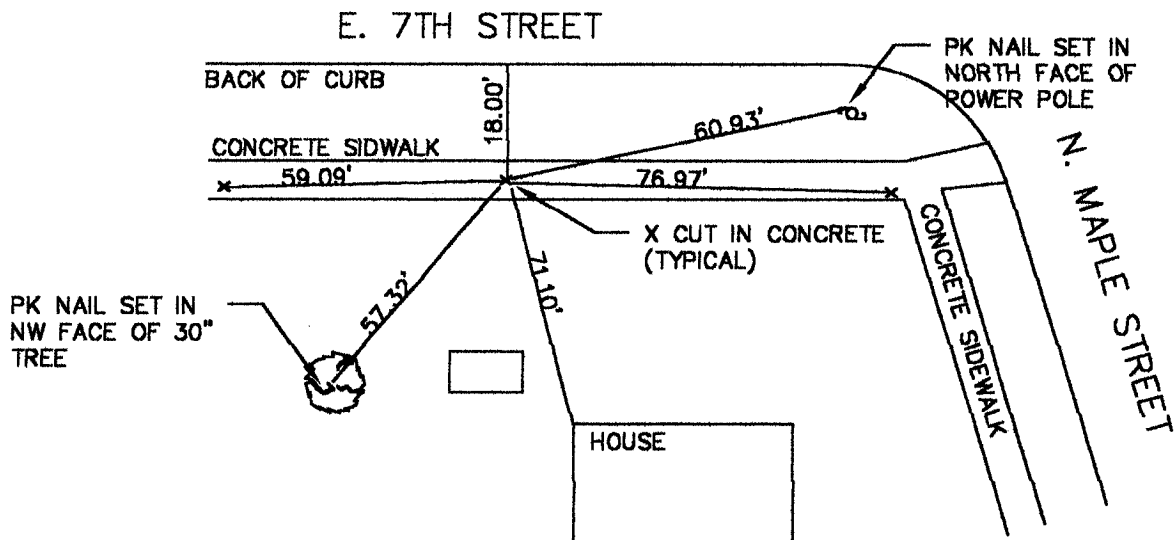 E. 7TH STREET
BACK OF CURB
PK NAIL SET IN
NORTH FACE OF
POWER POLE
18.00'
60.93'
CONCRETE SIDWALK
59.09'
76.97'
N. MAPLE STREET
X CUT IN CONCRETE
(TYPICAL)
CONCRETE SIDEWALK
71.10'
57.32'
PK NAIL SET IN
NW FACE OF 30"
TREE
HOUSE